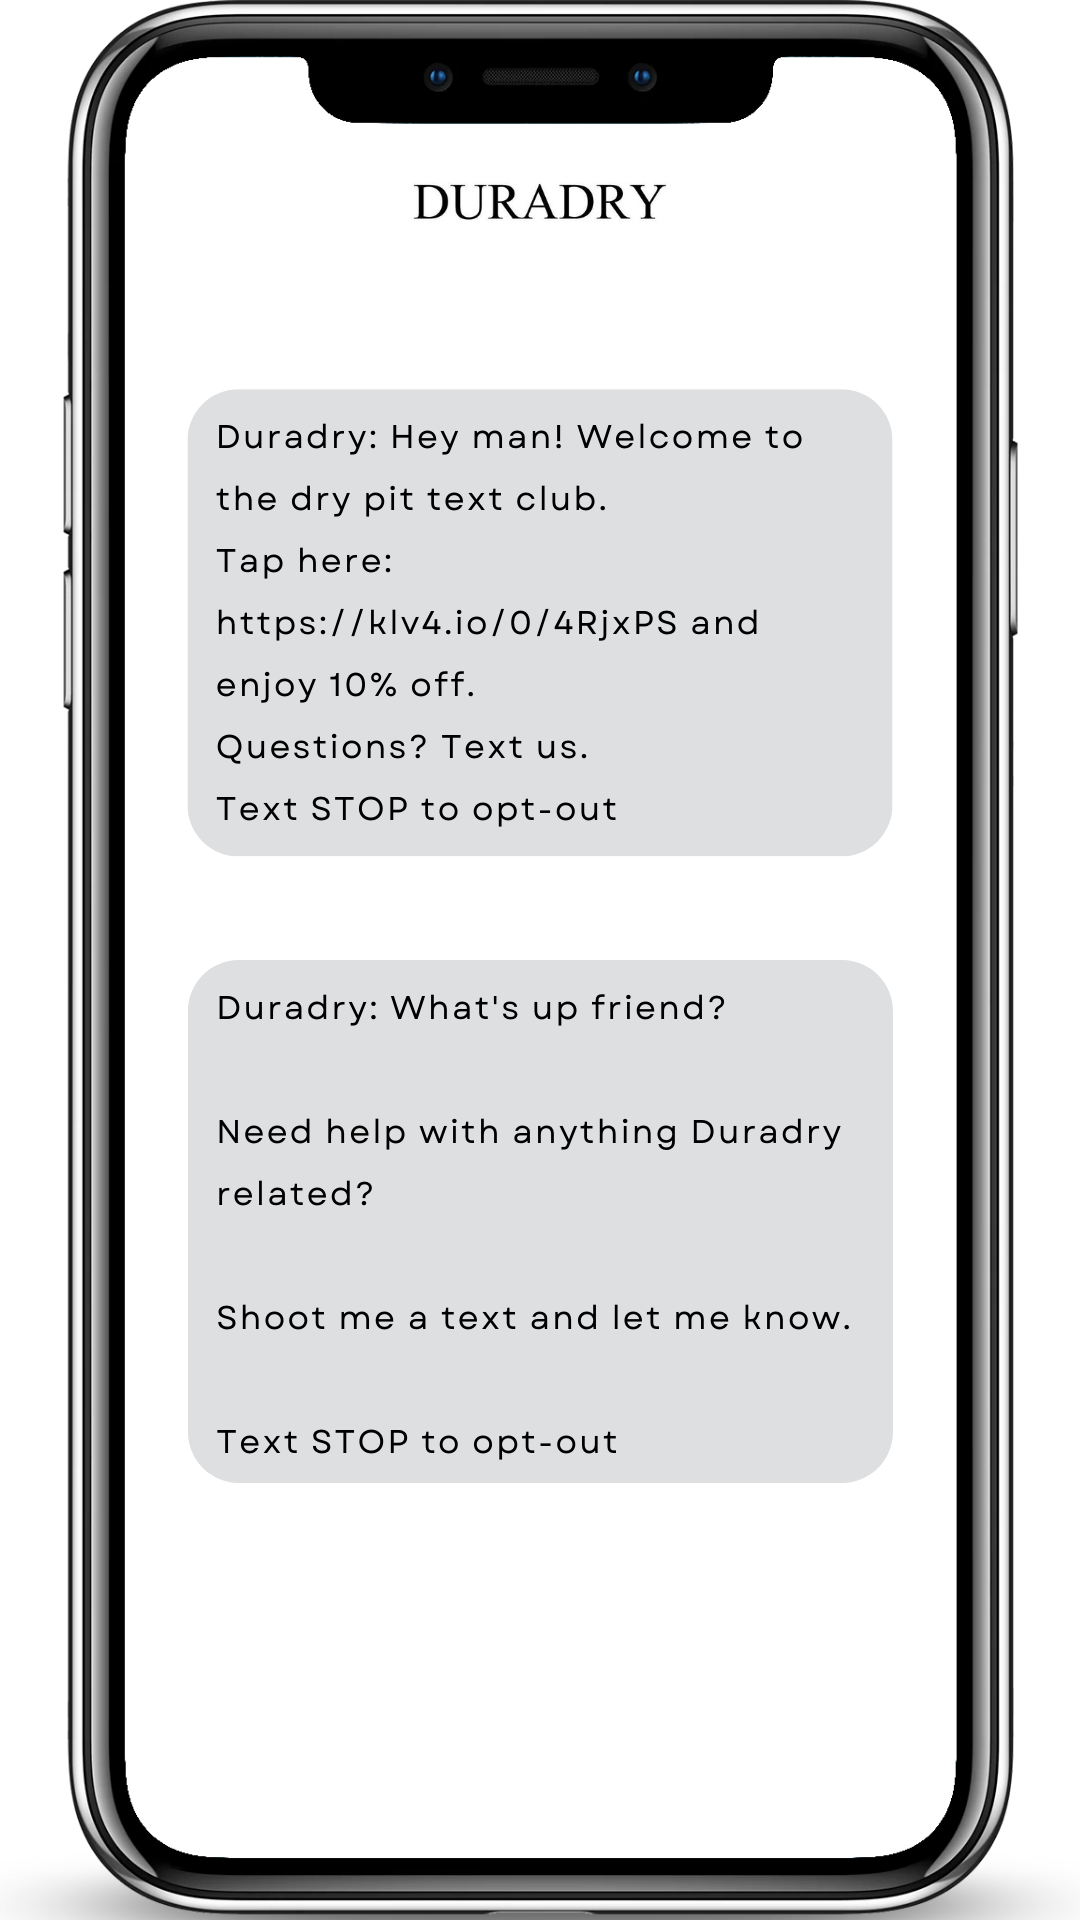 DURADRY
Duradry: Hey man! Welcome to
the dry pit text club.
Tap here:
https://klv4.io/0/4RjxPS and
enjoy 10% off.
Questions? Text us.
Text STOP to opt-out
Duradry: What's up friend?
Need help with anything Duradry
related?
Shoot me a text and let me know.
Text STOP to opt-out